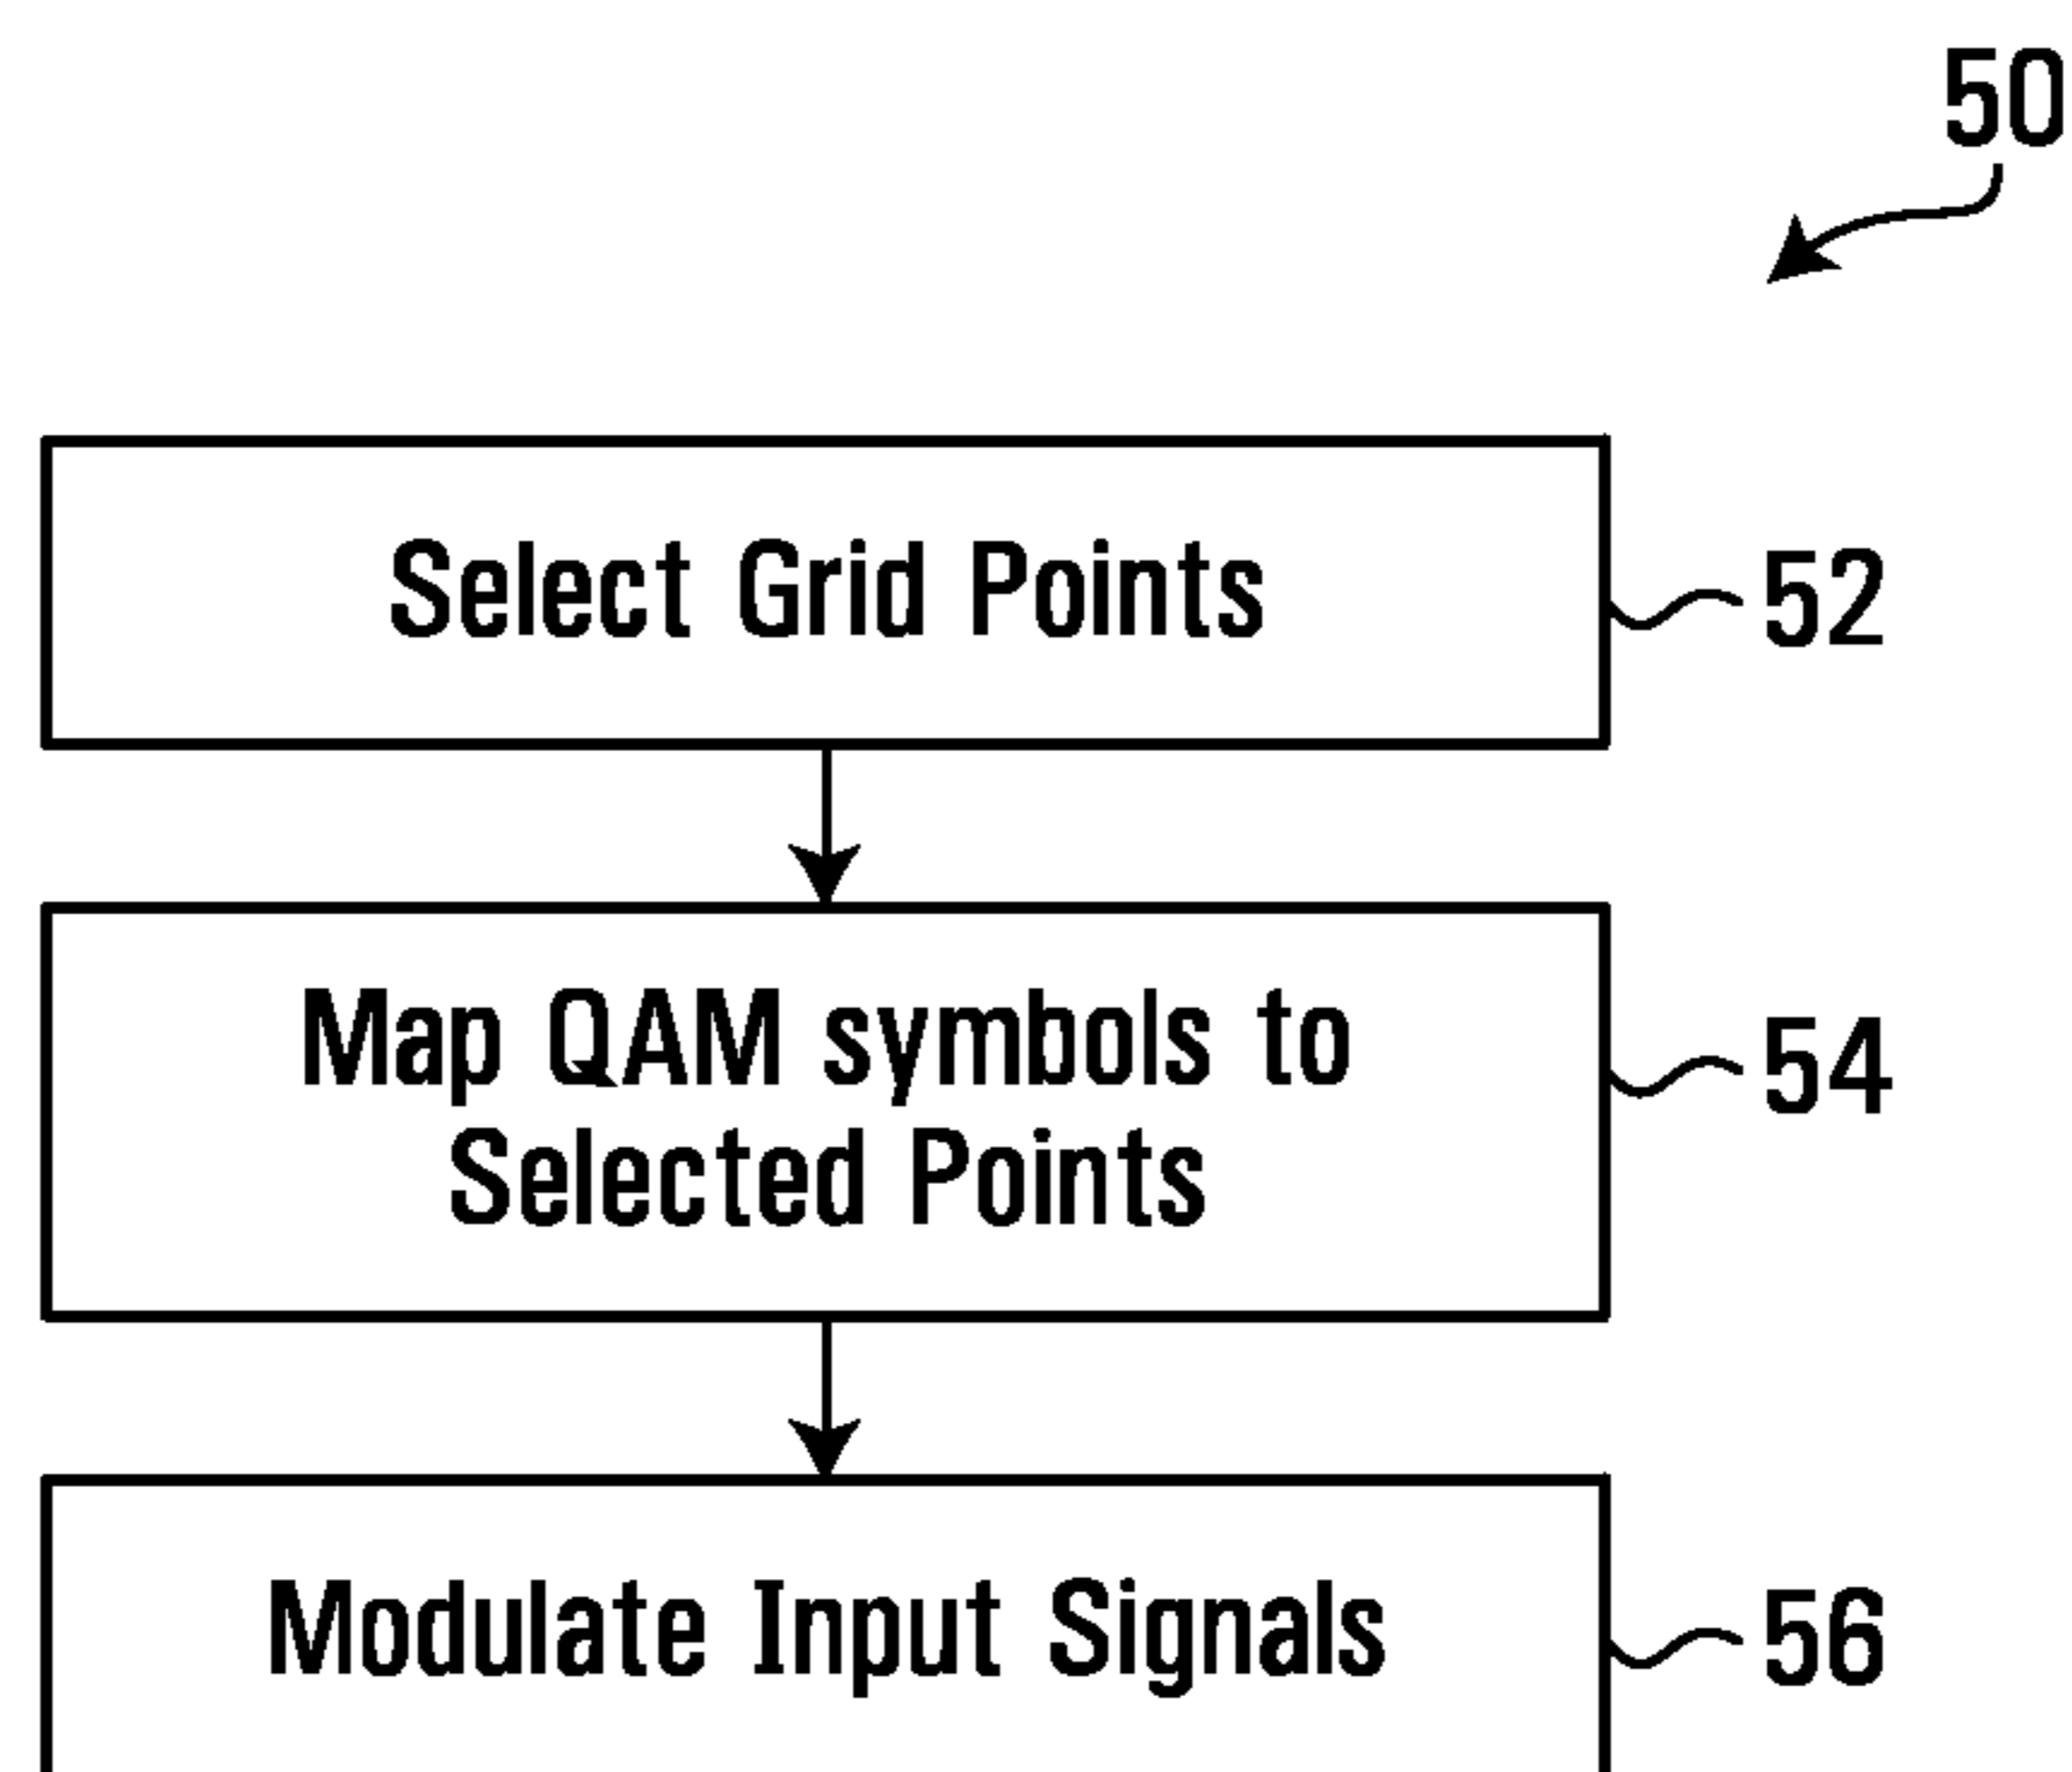 50
Select Grid Points
52
Map QAM symbols to
Selected Points
54
Modulate Input Signals
56